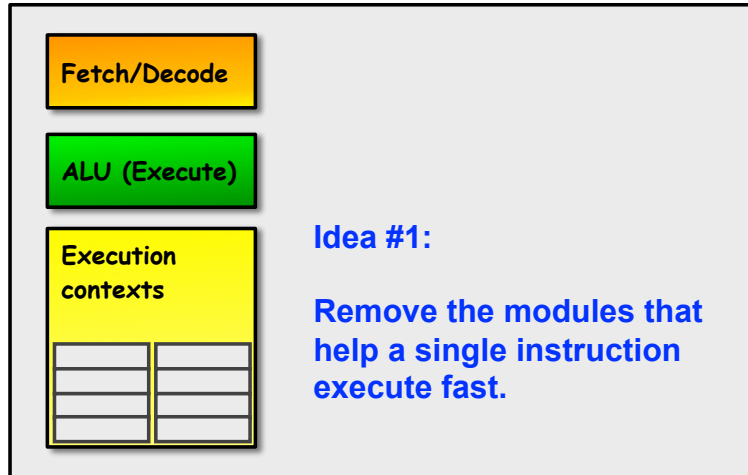 Fetch/Decode
ALU (Execute)
Execution
contexts
Idea #1:
Remove the modules that
help a single instruction
execute fast.